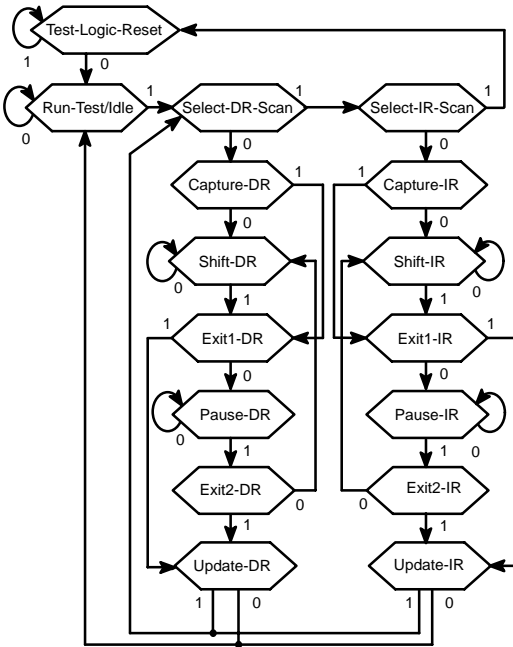 Test-Logic-Reset
1 0
Run-Test/Idle 1 Select-DR-Scan 1 Select-IR-Scan 1
0 0 0
Capture-DR 1 1 Capture-IR
0 0
Shift-DR Shift-IR
0 0
1 1
1 Exit1-DR Exit1-IR 1
0 0
Pause-DR Pause-IR
0 0
1 1
Exit2-DR 0 0 Exit2-IR
1 1
Update-DR Update-IR
1 0 1 0